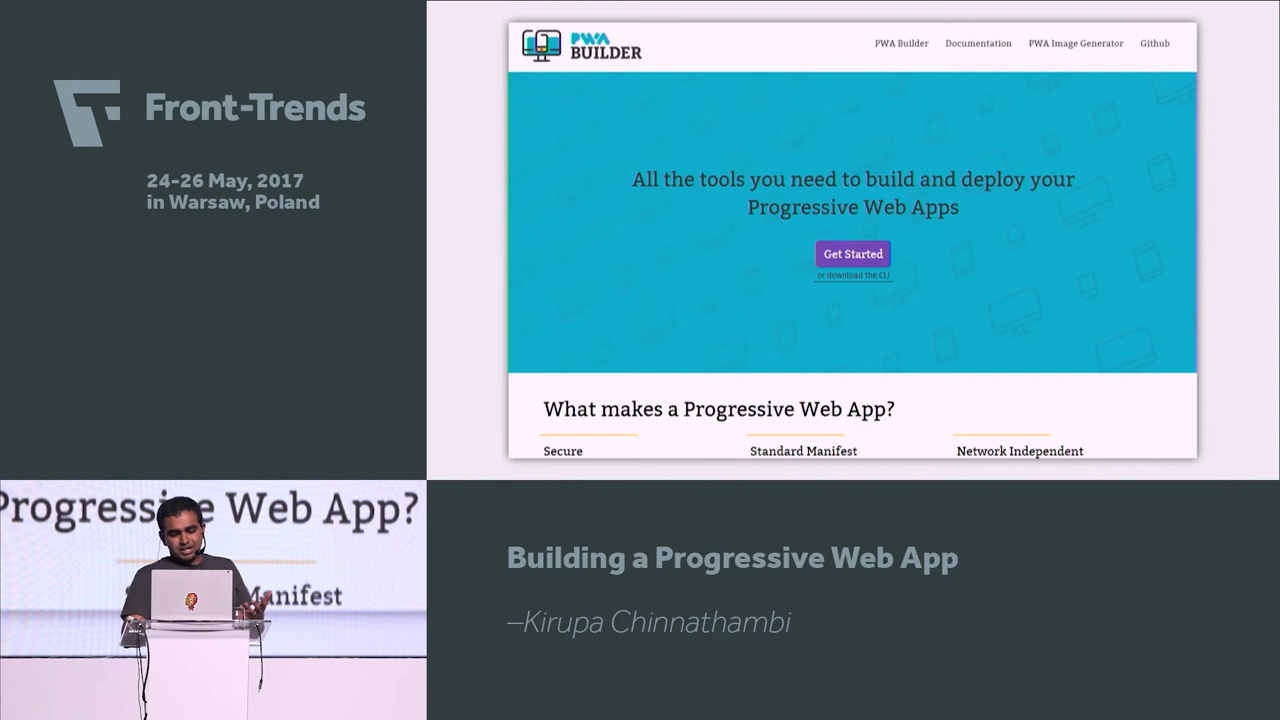 Front-Trends
24-26 May, 2017
in Warsaw, Poland
PWA
BUILDER
PWA Builder Documentation PWA Image Generator Github
All the tools you need to build and deploy your
Progressive Web Apps
Get Started
or download the CLI
What makes a Progressive Web App?
Secure Standard Manifest Network Independent
Progressive Web App?
Manifest
Building a Progressive Web App
–Kirupa Chinnathambi